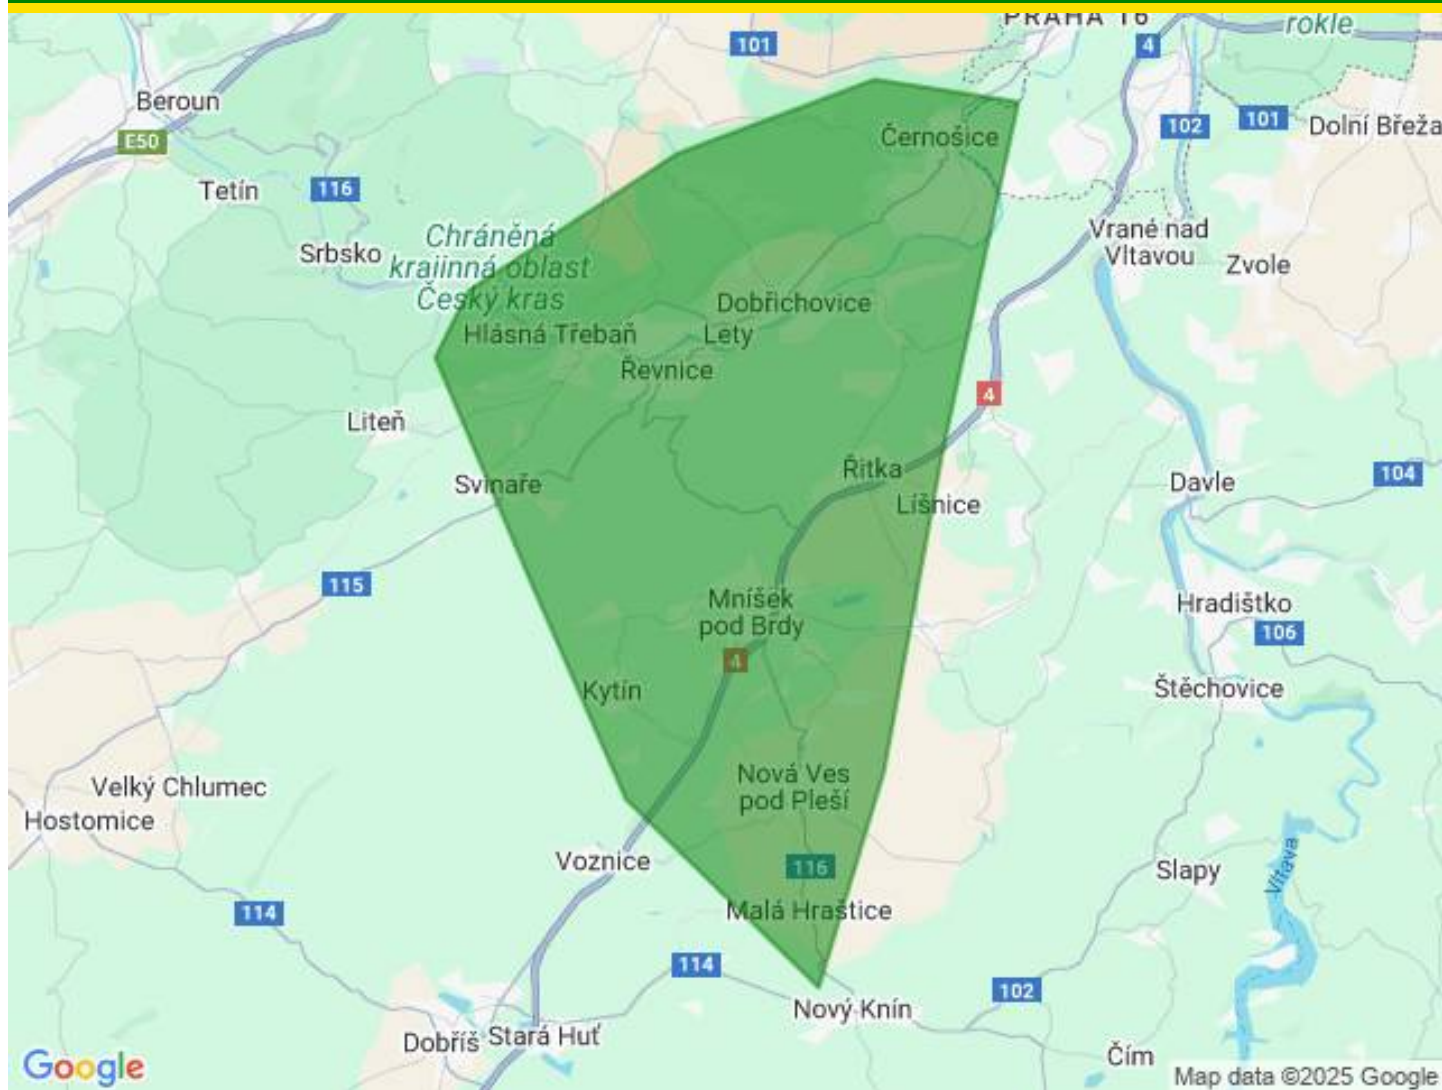 PRAHA 16
rokle
101
4
Beroun
E50
102
101
Dolní Břeža
Černošice
Tetín
116
Srbsko
Chráněná
krajinná oblast
Český kras
Vrané nad
Vltavou
Zvole
Dobřichovice
Hlásná Třebaň
Lety
Řevnice
4
Liteň
Svinaře
Řitka
Líšnice
104
Davle
115
Mníšek
pod Brdy
Hradištko
106
4
Kytín
Štěchovice
Velký Chlumec
Hostomice
Nová Ves
pod Pleší
Voznice
116
Slapy
Vltava
114
Malá Hraštice
114
102
Nový Knín
Dobříš
Stará Huť
Čím
Google
Map data ©2025 Google